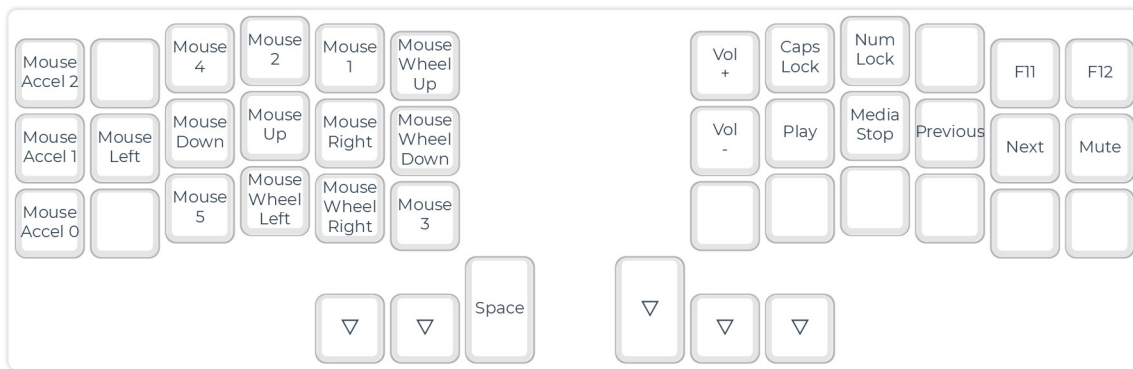 Mouse
Accel 2
Mouse
4
Mouse
2
Mouse
1
Mouse
Wheel
Up
Vol
+
Caps
Lock
Num
Lock
F11
F12
Mouse
Accel 1
Mouse
Left
Mouse
Down
Mouse
Up
Mouse
Right
Mouse
Wheel
Down
Vol
-
Play
Media
Stop
Previous
Next
Mute
Mouse
Accel 0
Mouse
5
Mouse
Wheel
Left
Mouse
Wheel
Right
Mouse
3
▽
▽
Space
▽
▽
▽